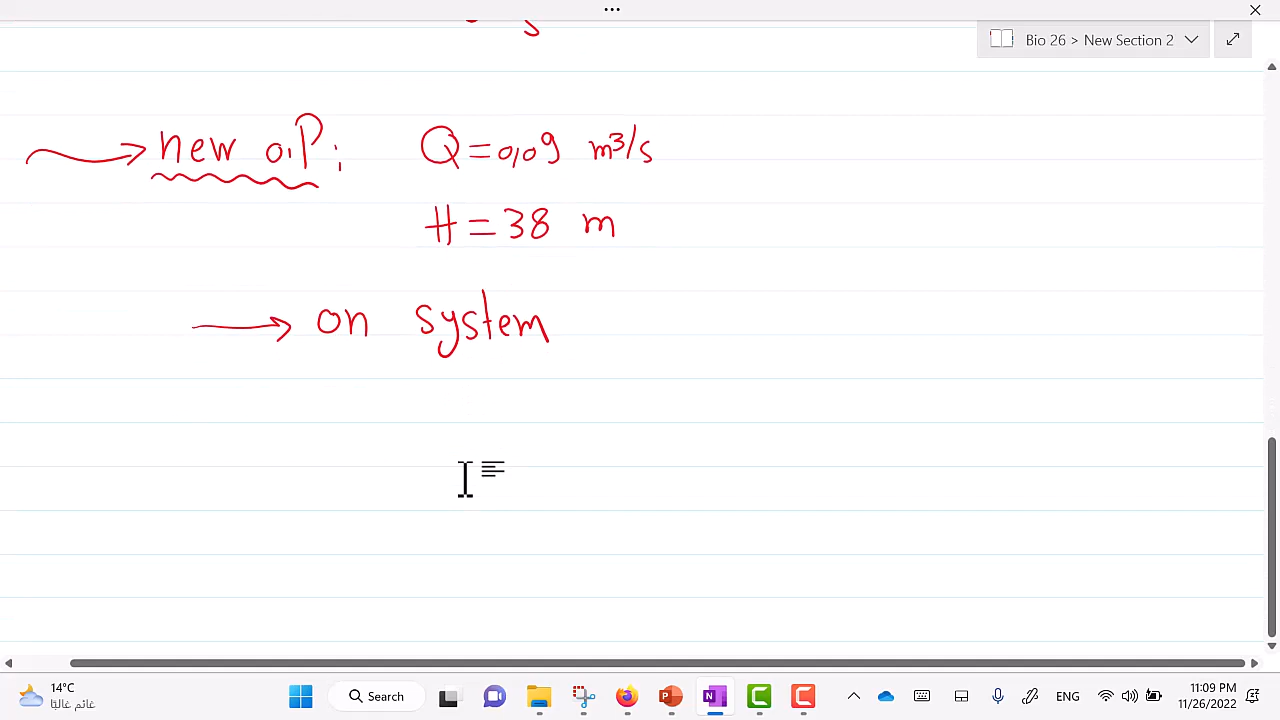 Bio 26 > New Section 2
new o.P: Q=0,09 m³/s
H=38 m
on system
14°C
غائم غالبًا
Search
ENG
11:09 PM
11/26/2022